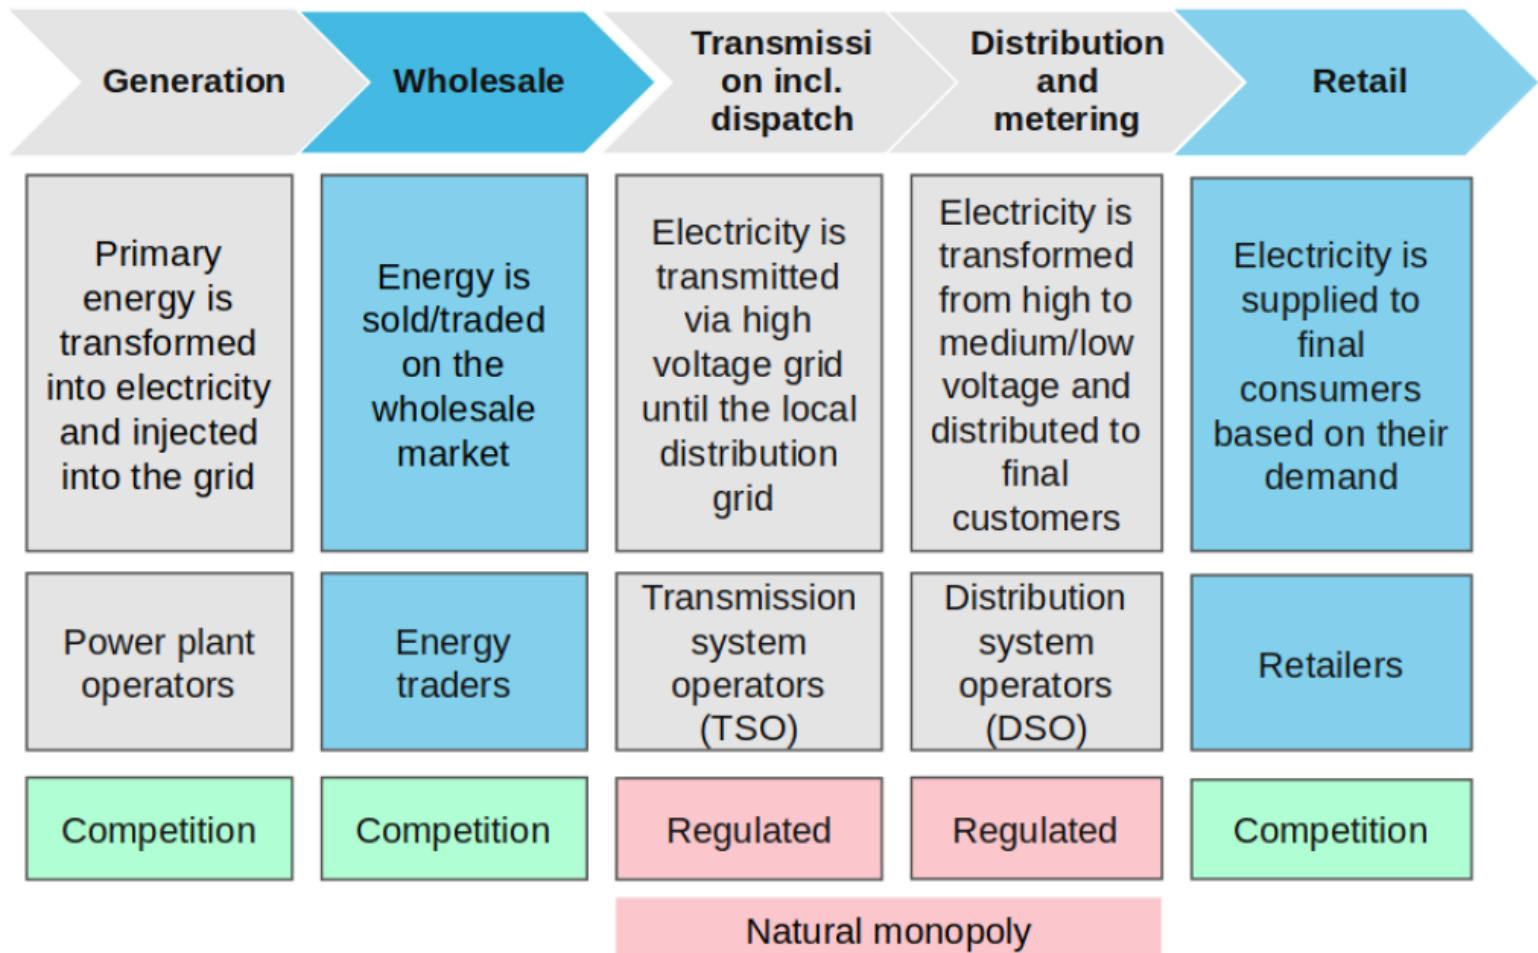 Generation
Wholesale
Transmissi
on incl.
dispatch
Distribution
and
metering
Retail
Primary
energy is
transformed
into electricity
and injected
into the grid
Energy is
sold/traded
on the
wholesale
market
Electricity is
transmitted
via high
voltage grid
until the local
distribution
grid
Electricity is
transformed
from high to
medium/low
voltage and
distributed to
final
customers
Electricity is
supplied to
final
consumers
based on their
demand
Power plant
operators
Energy
traders
Transmission
system
operators
(TSO)
Distribution
system
operators
(DSO)
Retailers
Competition
Competition
Regulated
Regulated
Competition
Natural monopoly